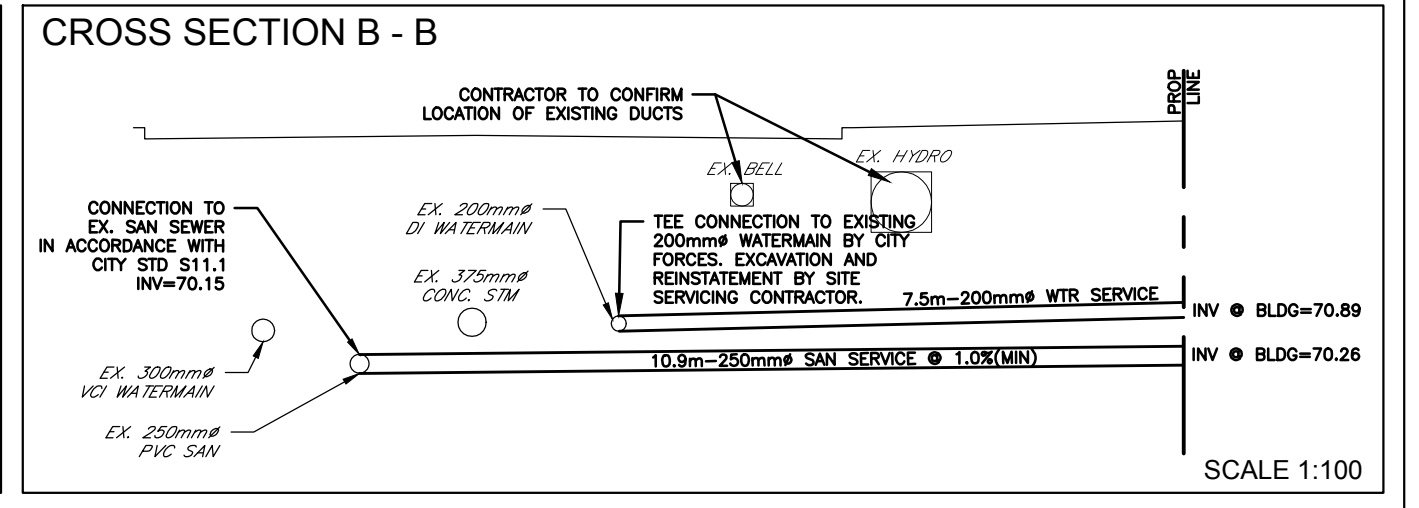 CROSS SECTION B - B
CONTRACTOR TO CONFIRM
LOCATION OF EXISTING DUCTS
PROP
LINE
EX. BELL
EX. HYDRO
CONNECTION TO
EX. SAN SEWER
IN ACCORDANCE WITH
CITY STD S11.1
INV=70.15
EX. 200mmø
DI WATERMAIN
TEE CONNECTION TO EXISTING
200mmø WATERMAIN BY CITY
FORCES. EXCAVATION AND
REINSTATEMENT BY SITE
SERVICING CONTRACTOR.
EX. 375mmø
CONC. STM
7.5m-200mmø WTR SERVICE
INV @ BLDG=70.89
10.9m-250mmø SAN SERVICE @ 1.0%(MIN)
INV @ BLDG=70.26
EX. 300mmø
VCI WATERMAIN
EX. 250mmø
PVC SAN
SCALE 1:100